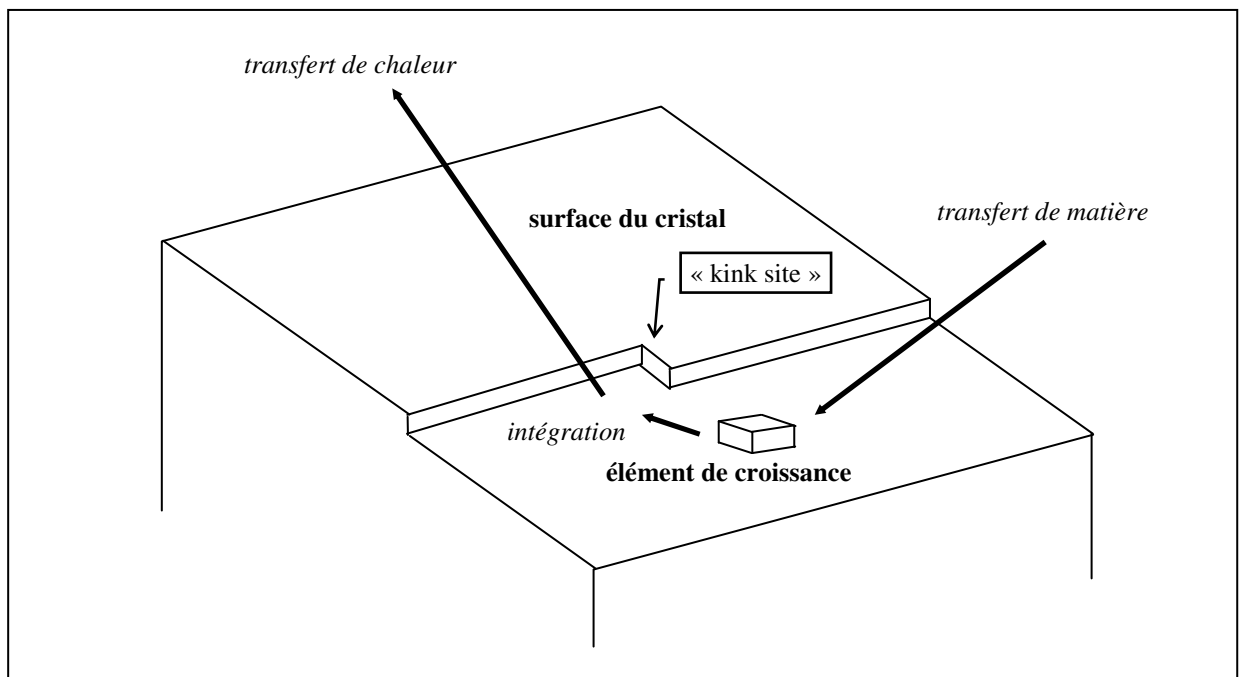 transfert de chaleur
transfert de matière
surface du cristal
« kink site »
intégration
élément de croissance